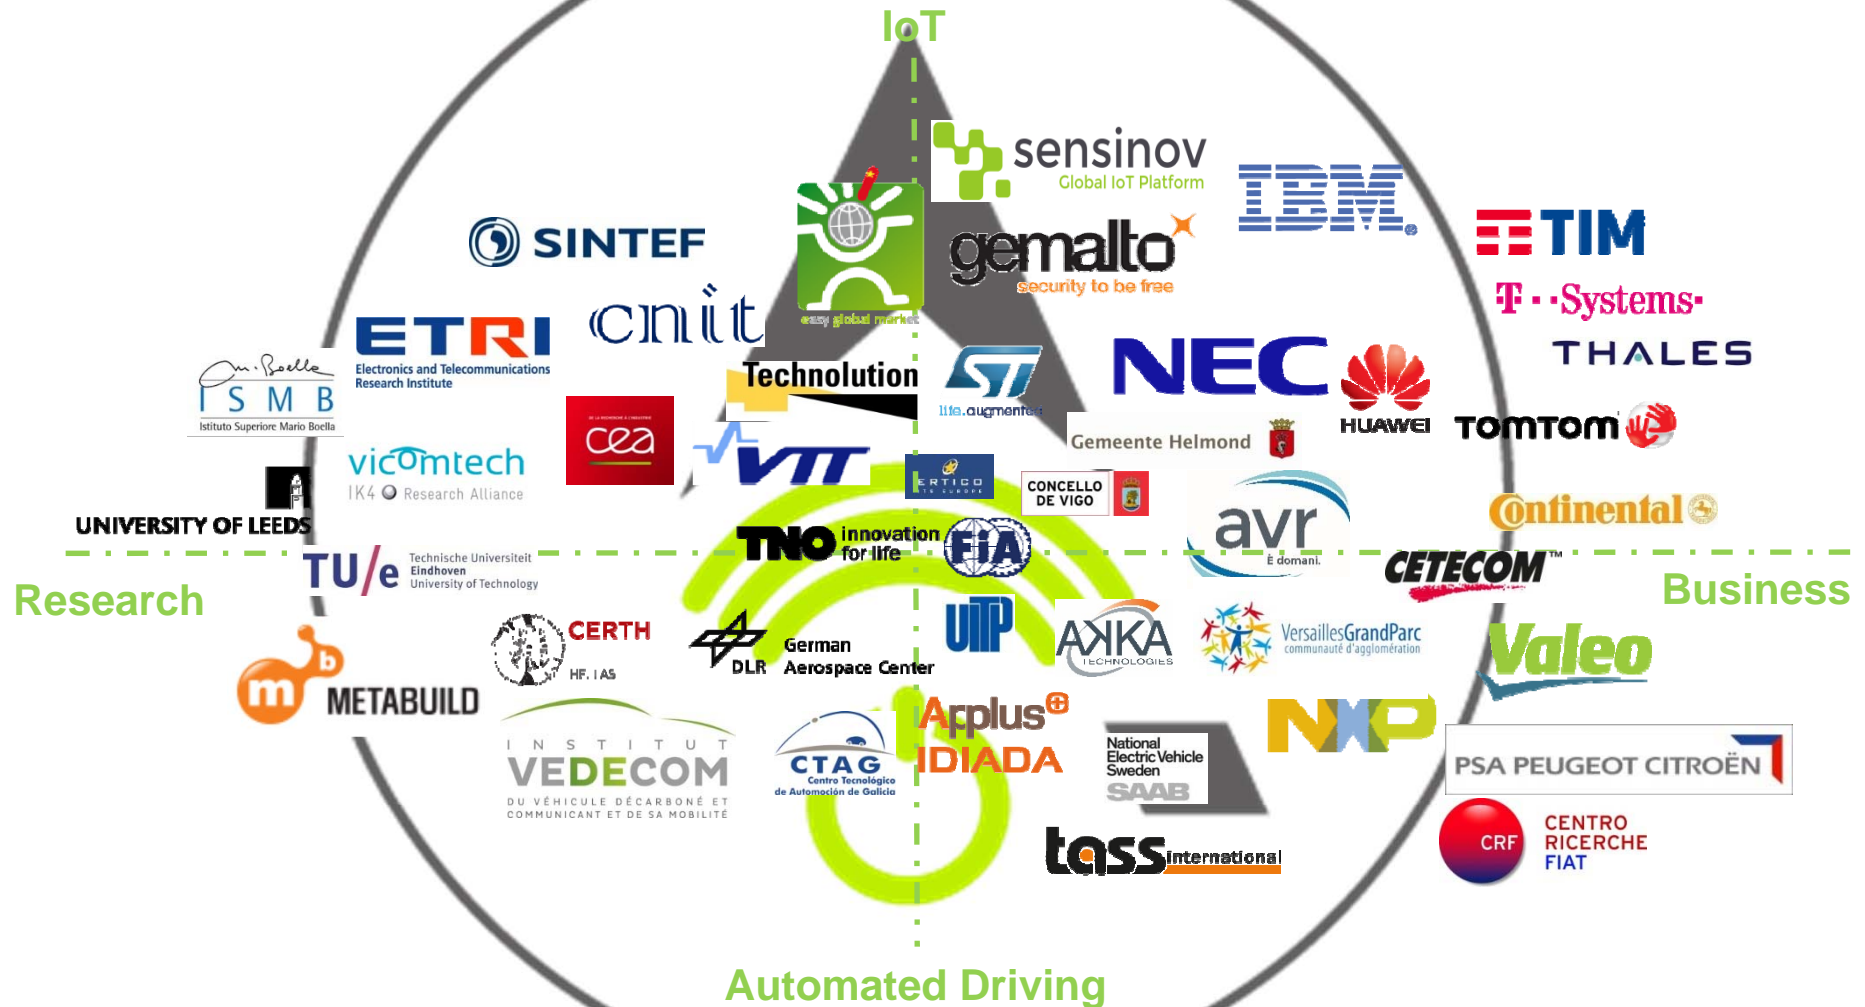 IoT
sensinov
Global IoT Platform
IBM
TIM
SINTEF
gemalto
security to be free
T · · Systems ·
cnit
easy global market
ETRI
Electronics and Telecommunications
Research Institute
THALES
NEC
HUAWEI
M. Boella
ISMB
Istituto Superiore Mario Boella
Technolution
ST
life.augmented
cea
TOMTOM
Gemeente Helmond
VTT
vicomtech
IK4 Research Alliance
ERTICO
ITS EUROPE
CONCELLO
DE VIGO
avr
È domani.
Continental
UNIVERSITY OF LEEDS
TNO innovation
for life
FiA
TU/e Technische Universiteit
Eindhoven
University of Technology
CETECOM™
Research
Business
UITP
AKKA
TECHNOLOGIES
VersaillesGrandParc
communauté d'agglomération
CERTH
HF. IAS
DLR
German
Aerospace Center
Valeo
b
m
METABUILD
Applus+
IDIADA
NXP
INSTITUT
VEDECOM
DU VÉHICULE DÉCARBONÉ ET
COMMUNICANT ET DE SA MOBILITÉ
CTAG
Centro Tecnológico
de Automoción de Galicia
National
Electric Vehicle
Sweden
SAAB
PSA PEUGEOT CITROËN
CRF
CENTRO
RICERCHE
FIAT
tass international
Automated Driving